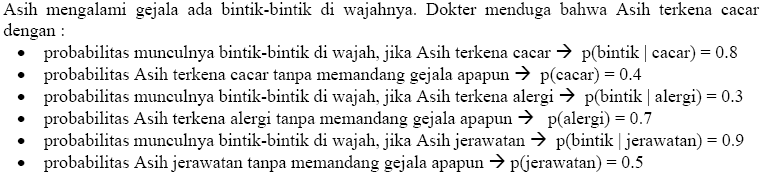 Asih mengalami gejala ada bintik-bintik di wajahnya. Dokter menduga bahwa Asih terkena cacar
dengan :
• probabilitas munculnya bintik-bintik di wajah, jika Asih terkena cacar → p(bintik | cacar) = 0.8
• probabilitas Asih terkena cacar tanpa memandang gejala apapun → p(cacar) = 0.4
• probabilitas munculnya bintik-bintik di wajah, jika Asih terkena alergi → p(bintik | alergi) = 0.3
• probabilitas Asih terkena alergi tanpa memandang gejala apapun → p(alergi) = 0.7
• probabilitas munculnya bintik-bintik di wajah, jika Asih jerawatan → p(bintik | jerawatan) = 0.9
• probabilitas Asih jerawatan tanpa memandang gejala apapun → p(jerawatan) = 0.5